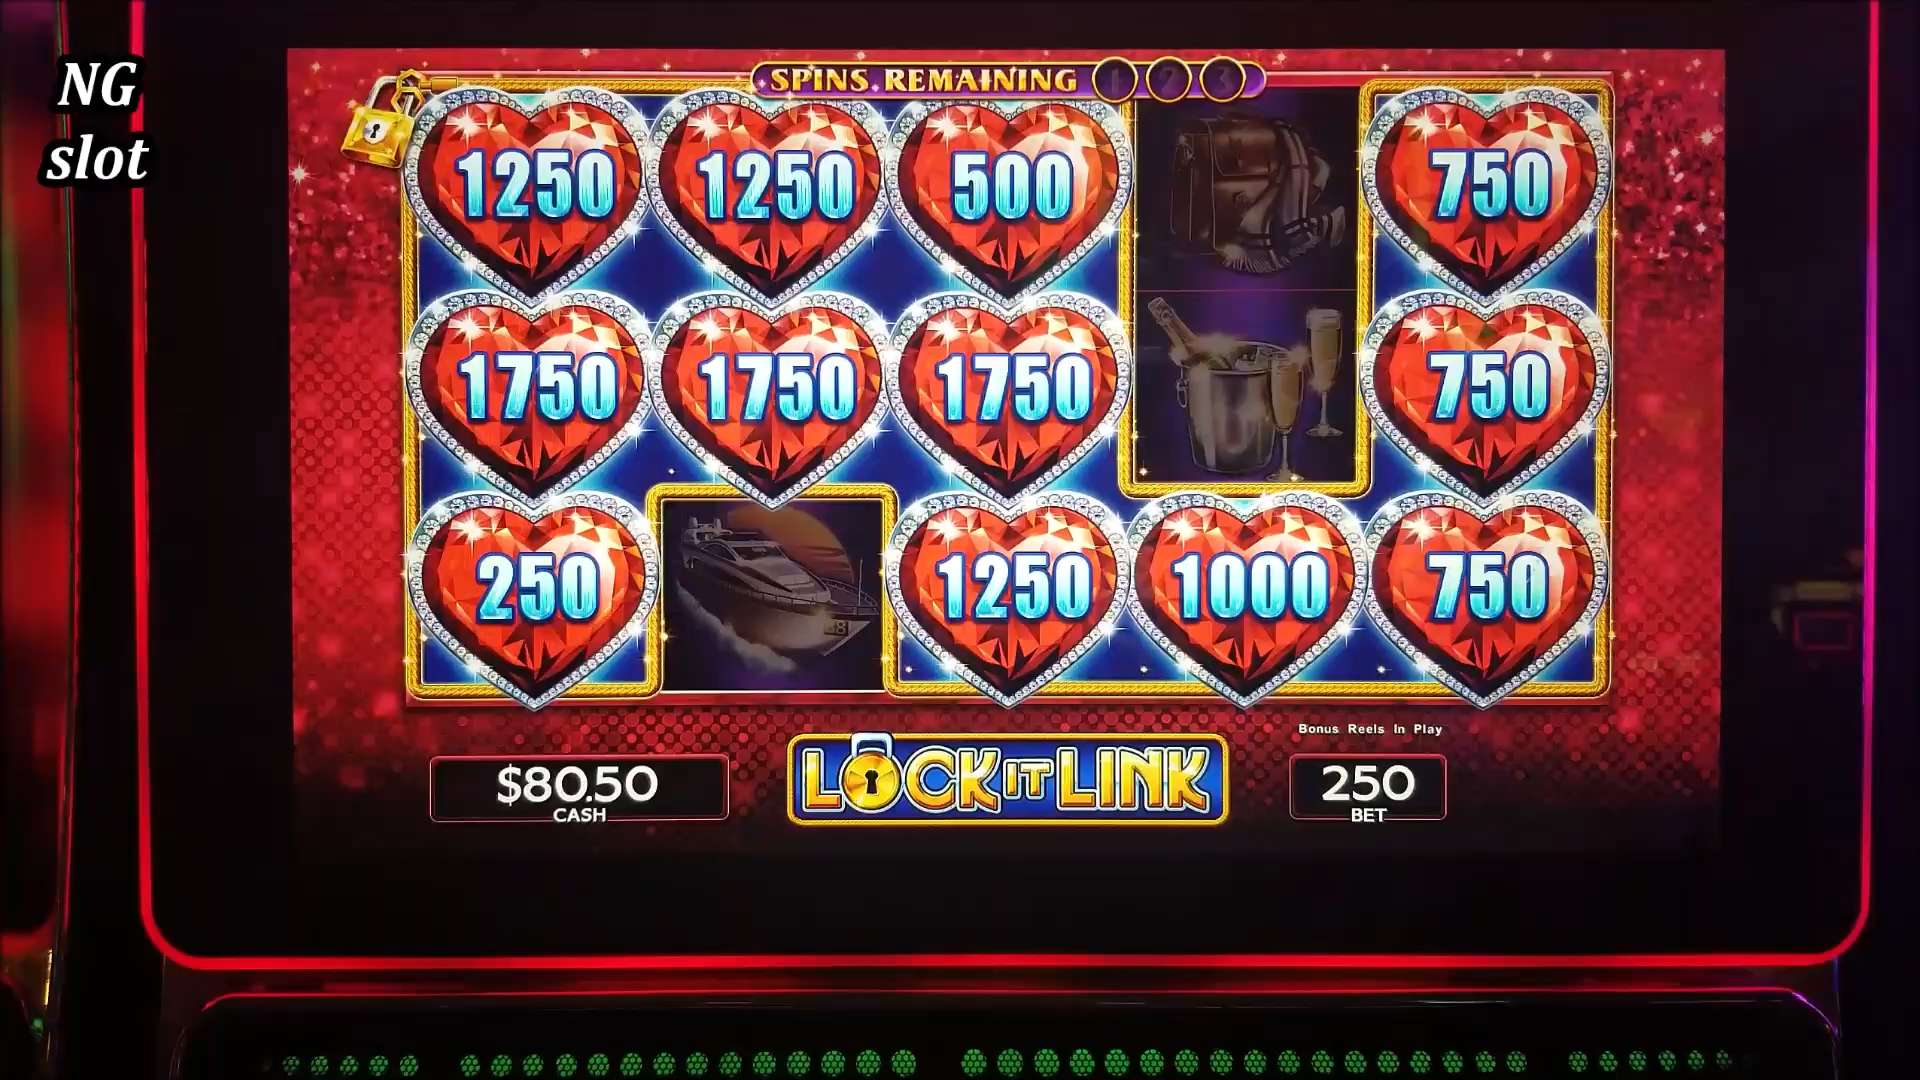 NG
slot
SPINS REMAINING 1 2 3
1250 1250 500 750
1750 1750 1750 750
250 1250 1000 750
Bonus Reels In Play
$80.50
CASH
LOCK IT LINK
250
BET